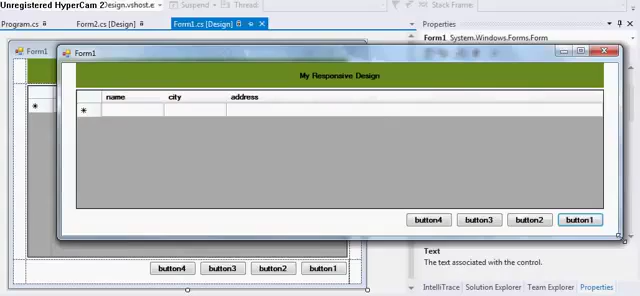 Unregistered HyperCam 2
Design.vshost.e
Suspend
Thread:
Stack Frame:
Program.cs
Form2.cs [Design]
Form1.cs [Design]
Properties
Form1 System.Windows.Forms.Form
Form1
Form1
My Responsive Design
name city address
button4 button3 button2 button1
button4 button3 button2 button1
Text
The text associated with the control.
IntelliTrace Solution Explorer Team Explorer Properties